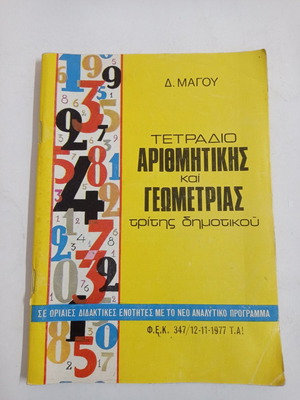 Δ. ΜΑΓΟΥ
ΤΕΤΡΑΔΙΟ
ΑΡΙΘΜΗΤΙΚΗΣ
και
ΓΕΩΜΕΤΡΙΑΣ
τρίτης δημοτικού
ΣΕ ΩΡΙΑΙΕΣ ΔΙΔΑΚΤΙΚΕΣ ΕΝΟΤΗΤΕΣ ΜΕ ΤΟ ΝΕΟ ΑΝΑΛΥΤΙΚΟ ΠΡΟΓΡΑΜΜΑ
Φ.Ε.Κ. 347/12-11-1977 Τ.Α!